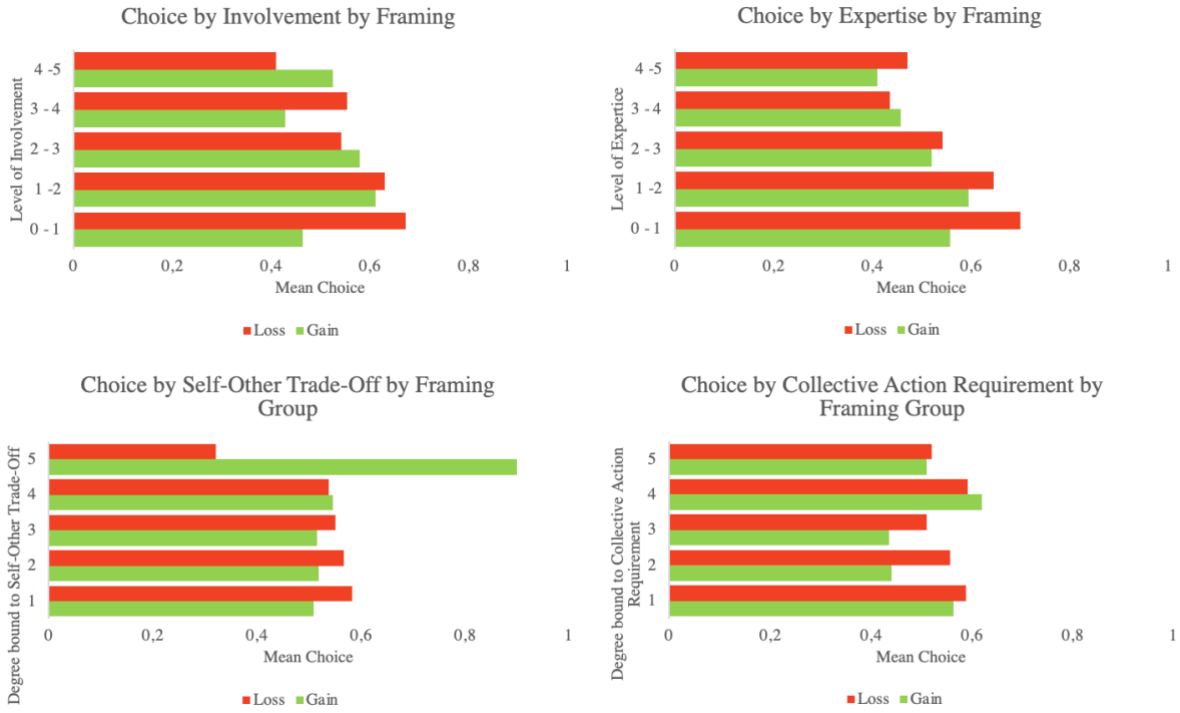 Choice by Involvement by Framing
Level of Involvement
4 -5
3 - 4
2 - 3
1 -2
0 - 1
0 0,2 0,4 0,6 0,8 1
Mean Choice
Loss Gain
Choice by Expertise by Framing
Level of Expertice
4 -5
3 - 4
2 - 3
1 -2
0 - 1
0 0,2 0,4 0,6 0,8 1
Mean Choice
Loss Gain
Choice by Self-Other Trade-Off by Framing
Group
Degree bound to Self-Other Trade-Off
5
4
3
2
1
0 0,2 0,4 0,6 0,8 1
Mean Choice
Loss Gain
Choice by Collective Action Requirement by
Framing Group
Degree bound to Collective Action
Requirement
5
4
3
2
1
0 0,2 0,4 0,6 0,8 1
Mean Choice
Loss Gain